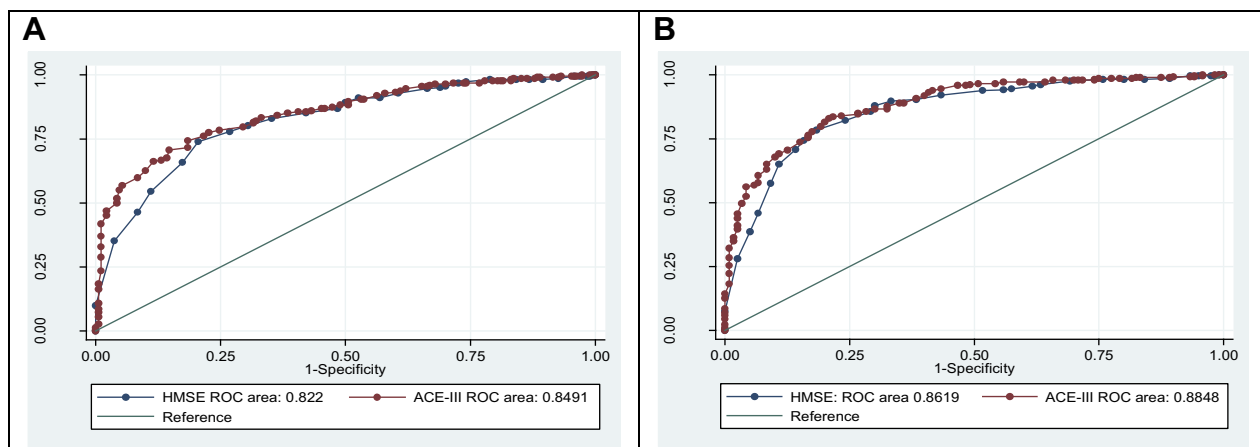 A
1.00
0.75
0.50
0.25
0.00
0.00 0.25 0.50 0.75 1.00
1-Specificity
HMSE ROC area: 0.822 ACE-III ROC area: 0.8491
Reference
B
1.00
0.75
0.50
0.25
0.00
0.00 0.25 0.50 0.75 1.00
1-Specificity
HMSE: ROC area 0.8619 ACE-III ROC area: 0.8848
Reference